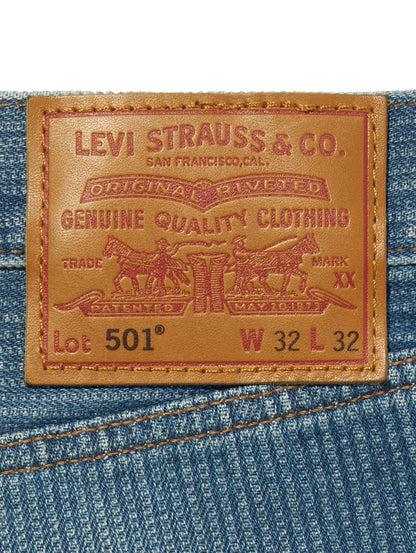 LEVI STRAUSS & CO.
SAN FRANCISCO, CAL.
ORIGINAL RIVETED
GENUINE QUALITY CLOTHING
TRADE MARK
XX
PATENTED MAY 20 1873
Lot 501® W 32 L 32